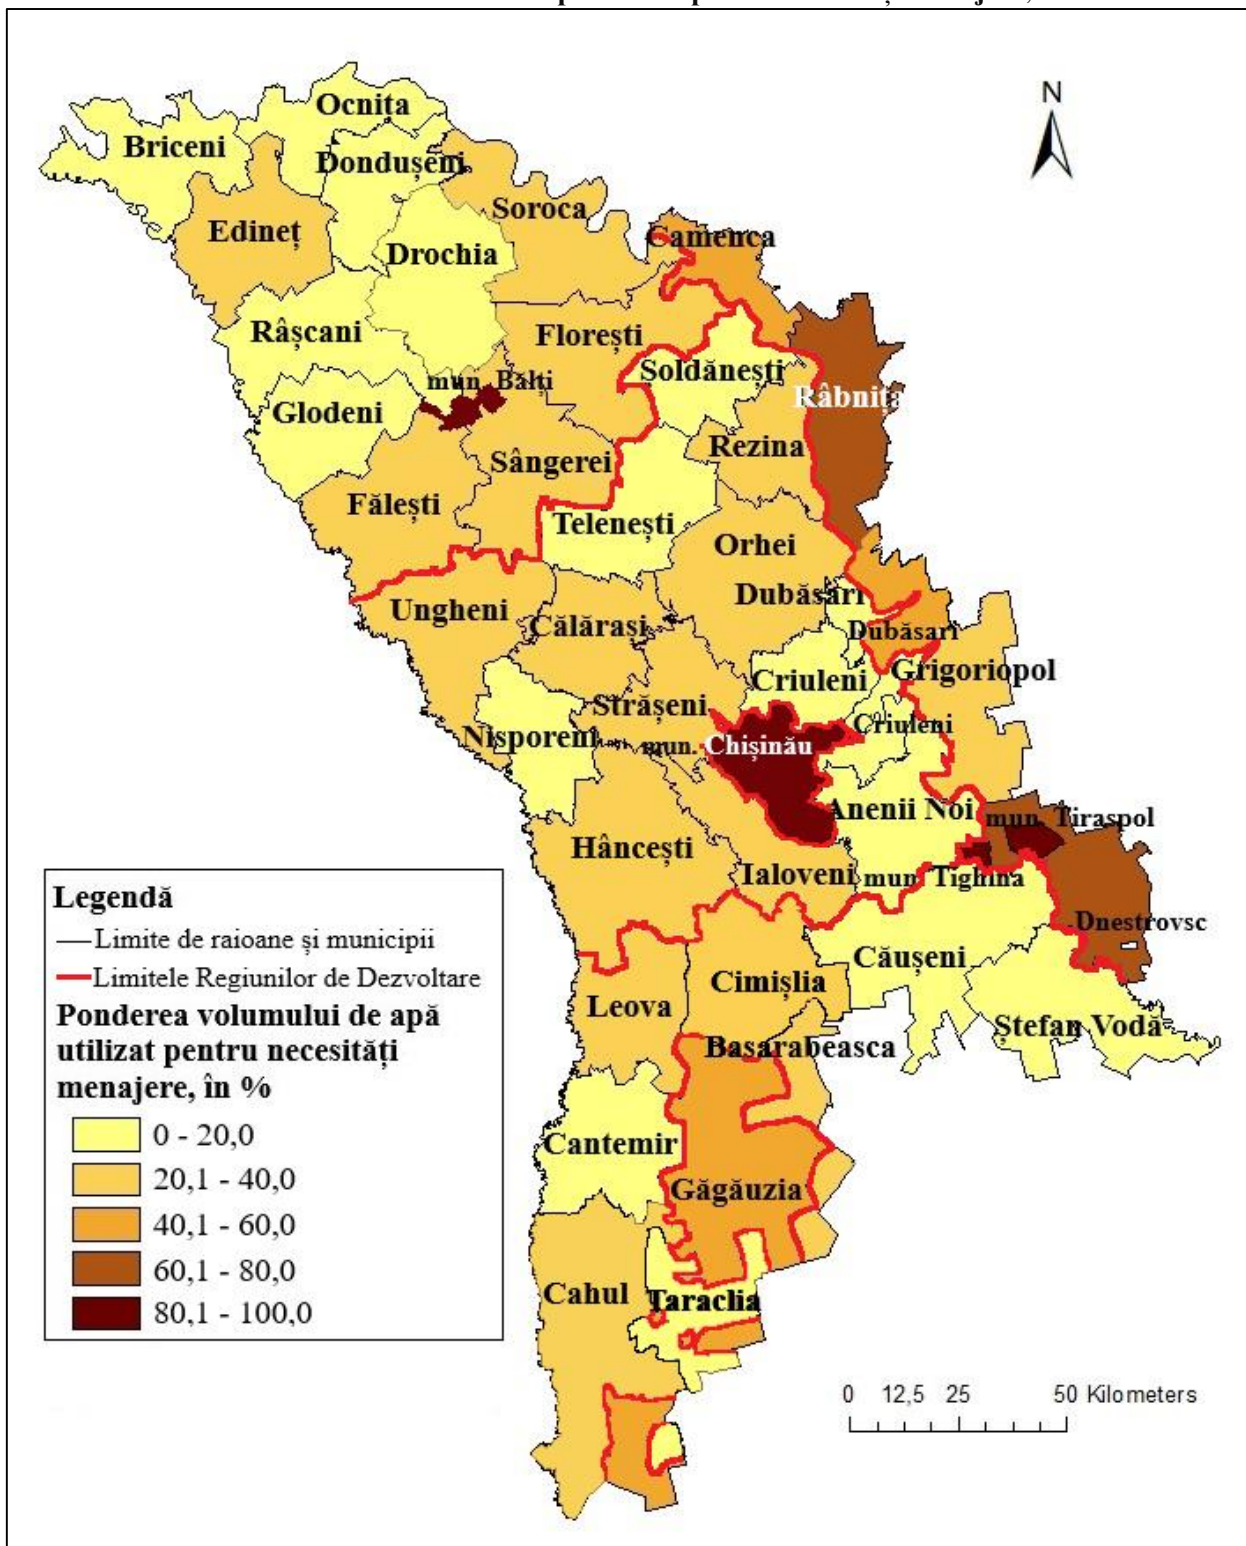 N
Ocnița
Briceni
Dondușeni
Soroca
Edineț
Camenca
Drochia
Râșcani
Florești
Șoldănești
mun. Bălți
Râbnița
Glodeni
Rezina
Sângerei
Fălești
Telenești
Orhei
Dubăsari
Ungheni
Călărași
Dubăsari
Grigoriopol
Criuleni
Strășeni
Criuleni
Nisporeni
mun. Chișinău
Anenii Noi
mun. Tiraspol
Hâncești
Ialoveni
mun. Tighina
Dnestrovsc
Căușeni
Cimișlia
Leova
Ștefan Vodă
Basarabeasca
Cantemir
Găgăuzia
Cahul
Taraclia
Legendă
Limite de raioane și municipii
Limitele Regiunilor de Dezvoltare
Ponderea volumului de apă
utilizat pentru necesități
menajere, în %
0 - 20,0
20,1 - 40,0
40,1 - 60,0
60,1 - 80,0
80,1 - 100,0
0 12,5 25 50 Kilometers